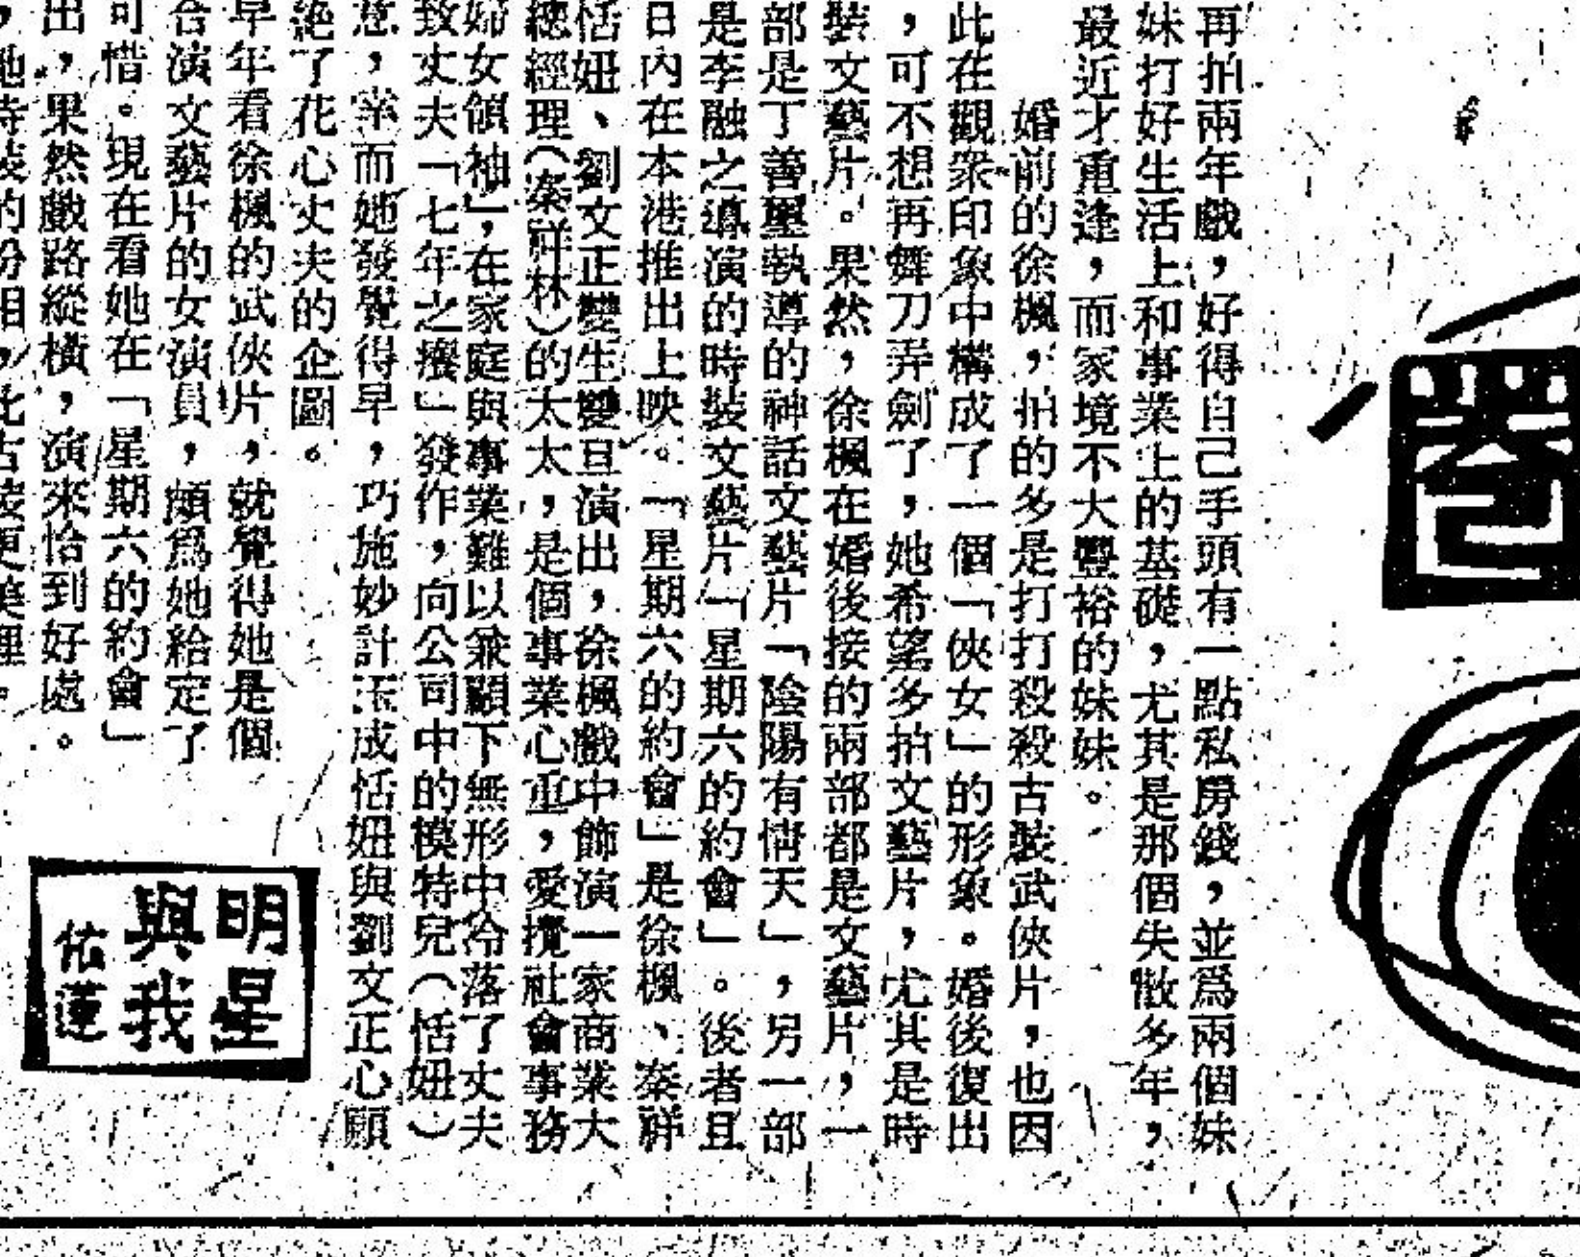 圈
再拍兩年戲，好得自己手頭有一點私房錢，並爲兩個妹
妹打好生活上和事業上的基礎，尤其是那個失散多年，
最近才重逢，而家境不大豐裕的妹妹。
婚前的徐楓，拍的多是打打殺殺古裝武俠片，也因
此在觀衆印象中構成了一個「俠女」的形象。婚後復出
，可不想再舞刀弄劍了，她希望多拍文藝片，尤其是時
裝文藝片。果然，徐楓在婚後接的兩部都是文藝片，一
部是丁善璽執導的神話文藝片「陰陽有情天」，另一部
是李融之導演的時裝文藝片「星期六的約會」。後者且
日內在本港推出上映。「星期六的約會」是徐楓、秦祥
恬妞、劉文正雙生雙旦演出，徐楓戲中飾演一家商業大
總經理（秦祥林）的太太，是個事業心重，愛攬社會事務
婦女領袖」，在家庭與事業難以兼顧下無形中冷落了丈夫
致丈夫「七年之癢」發作，向公司中的模特兒（恬妞）
意，幸而她發覺得早，巧施妙計玉成恬妞與劉文正心願
絕了花心丈夫的企圖。
早年看徐楓的武俠片，就覺得她是個
合演文藝片的女演員，頗爲她給定了
可惜。現在看她在「星期六的約會」
出，果然戲路縱橫，演來恰到好處。
，她時裝的扮相，比古裝更美理。
明星
與我
佑蓮